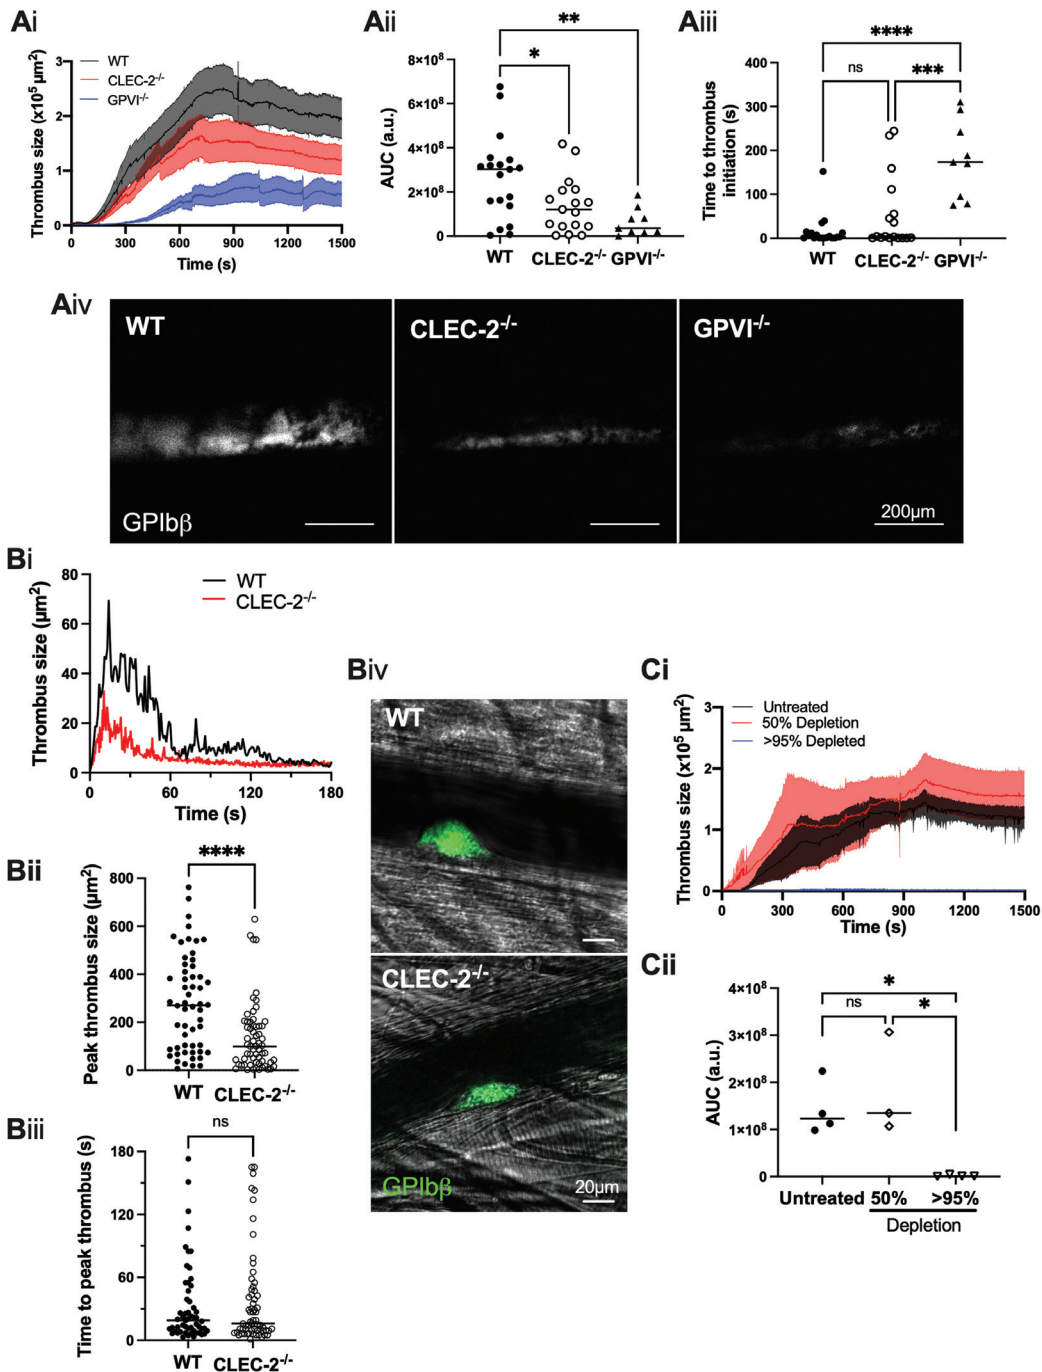 Ai
Thrombus size (x10⁵ µm²)
3
2
1
0
0 300 600 900 1200 1500
Time (s)
WT
CLEC-2⁻/⁻
GPVI⁻/⁻
Aii
AUC (a.u.)
8×10⁸
6×10⁸
4×10⁸
2×10⁸
0
**
*
WT CLEC-2⁻/⁻ GPVI⁻/⁻
Aiii
Time to thrombus
initiation (s)
400
300
200
100
0
****
ns ***
WT CLEC-2⁻/⁻ GPVI⁻/⁻
Aiv
WT
CLEC-2⁻/⁻
GPVI⁻/⁻
GPIbβ
200µm
Bi
Thrombus size (µm²)
80
60
40
20
0
0 60 120 180
Time (s)
WT
CLEC-2⁻/⁻
Bii
Peak thrombus size (µm²)
800
600
400
200
0
****
WT CLEC-2⁻/⁻
Biii
Time to peak thrombus (s)
180
120
60
0
ns
WT CLEC-2⁻/⁻
Biv
WT
CLEC-2⁻/⁻
GPIbβ
20µm
Ci
Thrombus size (x10⁵ µm²)
3
2
1
0
0 300 600 900 1200 1500
Time (s)
Untreated
50% Depletion
>95% Depleted
Cii
AUC (a.u.)
4×10⁸
3×10⁸
2×10⁸
1×10⁸
0
*
ns *
Untreated 50% >95%
Depletion